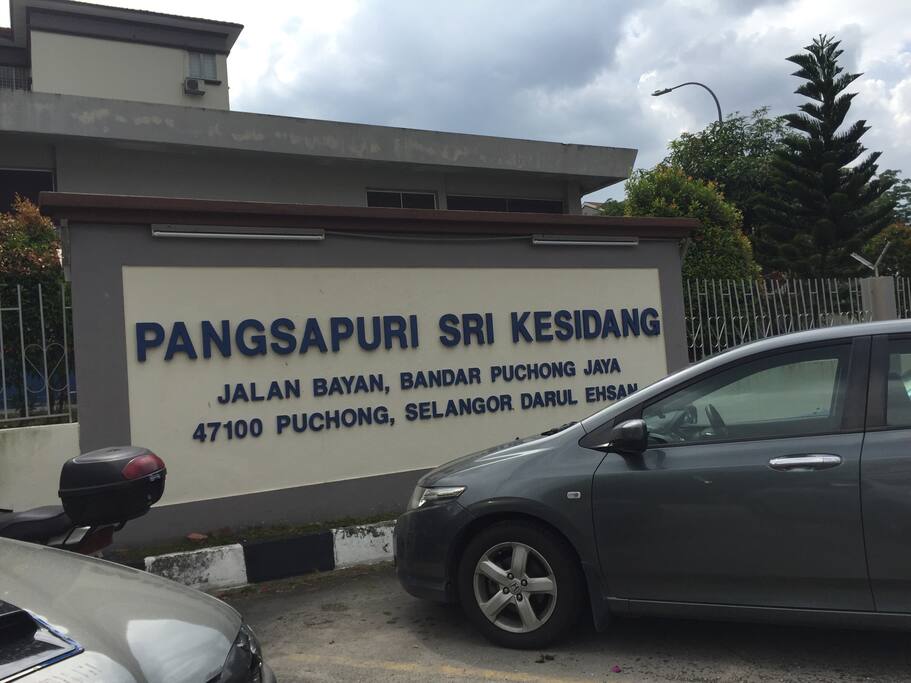 PANGSAPURI SRI KESIDANG
JALAN BAYAN, BANDAR PUCHONG JAYA
47100 PUCHONG, SELANGOR DARUL EHSAN